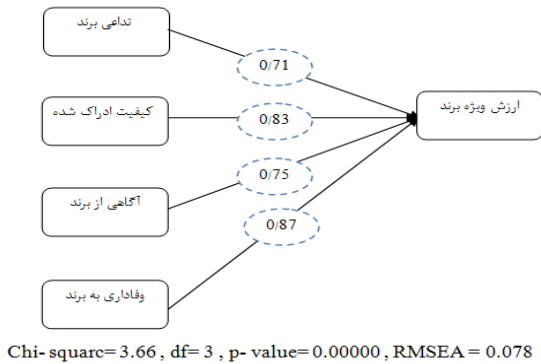 تداعی برند
0/71
کیفیت ادراک شده
0/83
ارزش ویژه برند
0/75
آگاهی از برند
0/87
وفاداری به برند
Chi- square= 3.66 , df= 3 , p- value= 0.00000 , RMSEA = 0.078